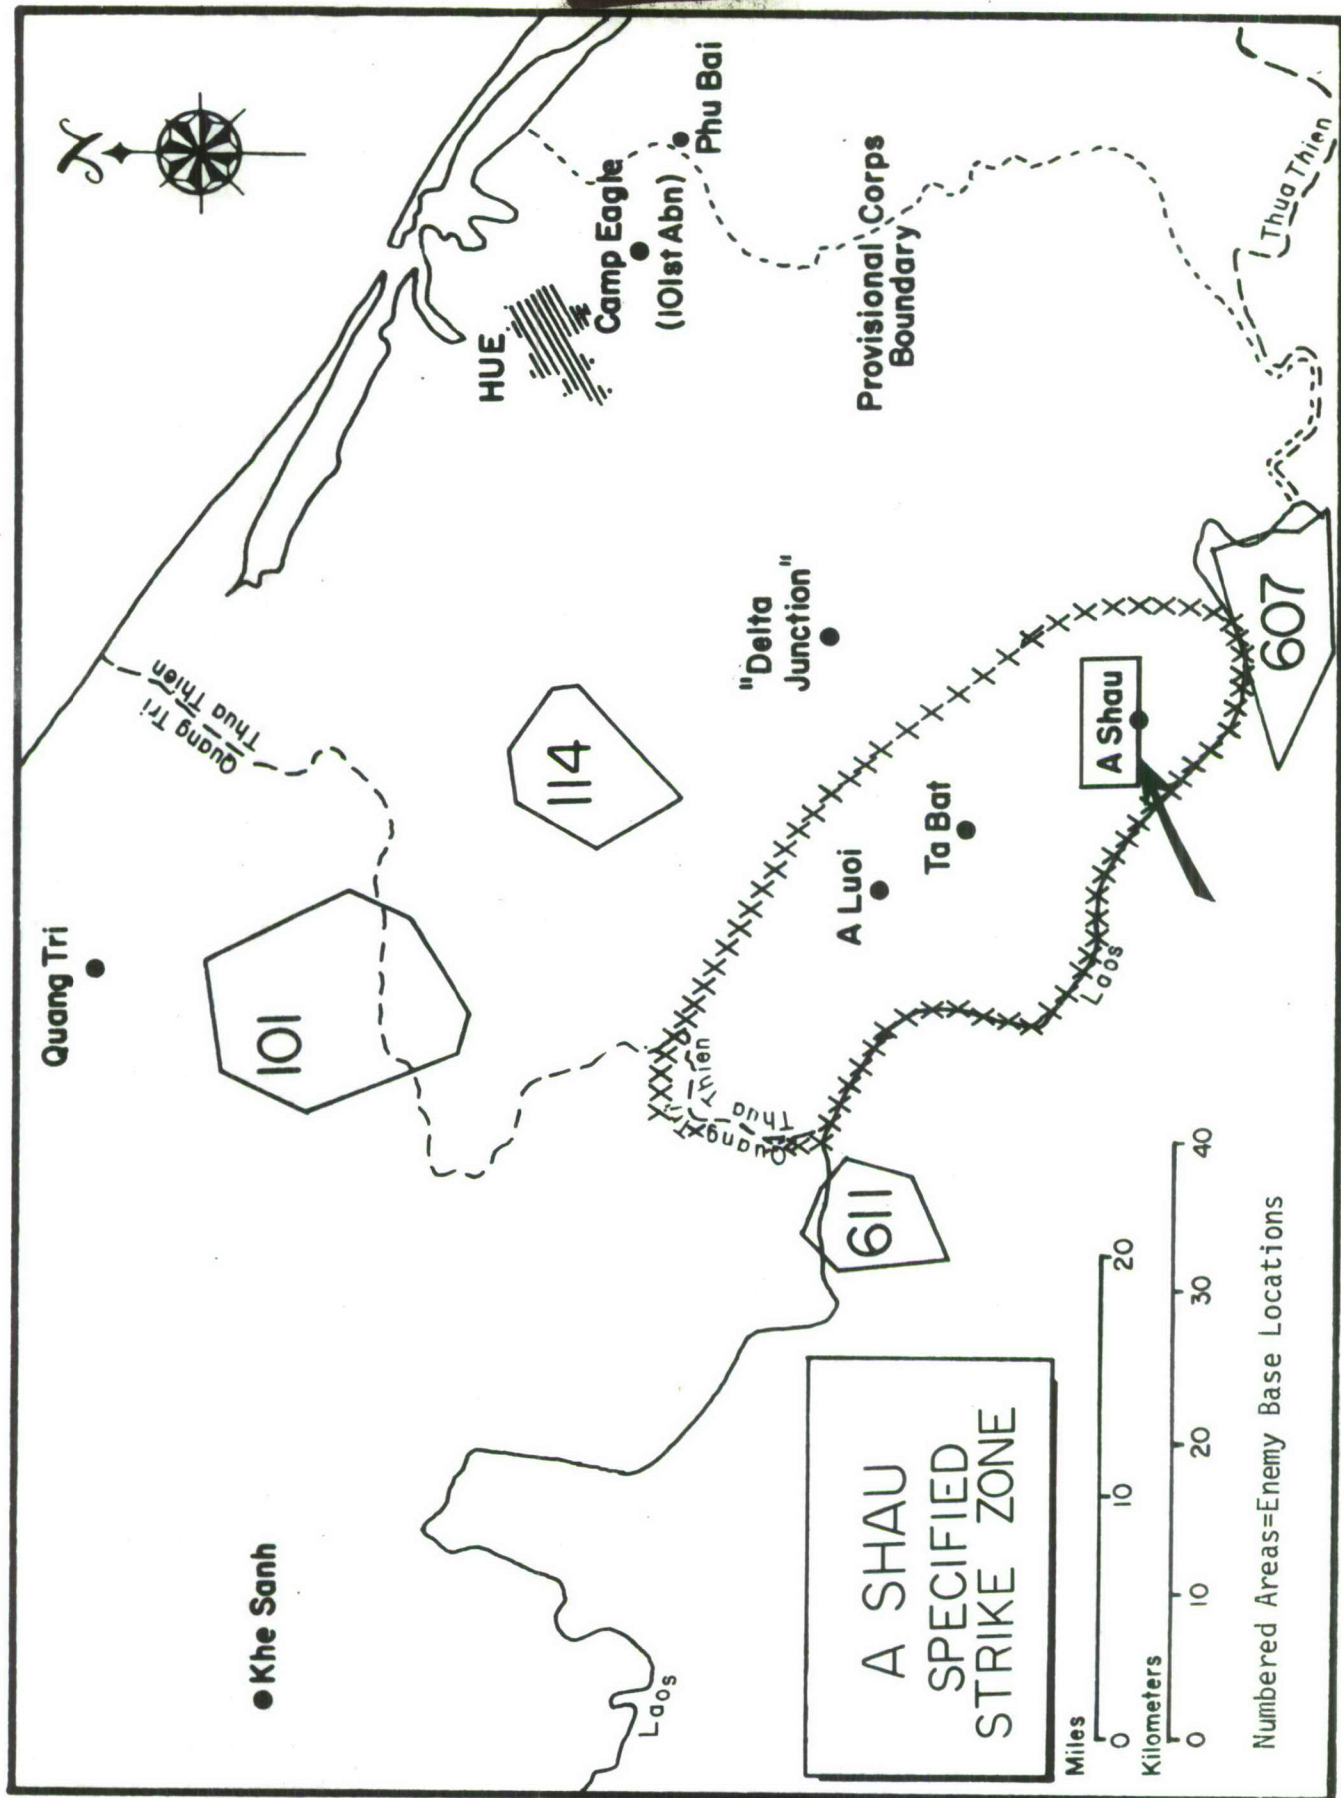 N
Quang Tri
Khe Sanh
101
Quang Tri
Thua Thien
HUE
Camp Eagle
(101st Abn)
Phu Bai
114
"Delta
Junction"
Provisional Corps
Boundary
Quang Tri
Thua Thien
A Luoi
Ta Bat
A Shau
Laos
Laos
611
607
Thua Thien
A SHAU
SPECIFIED
STRIKE ZONE
Miles
0 10 20
Kilometers
0 10 20 30 40
Numbered Areas=Enemy Base Locations